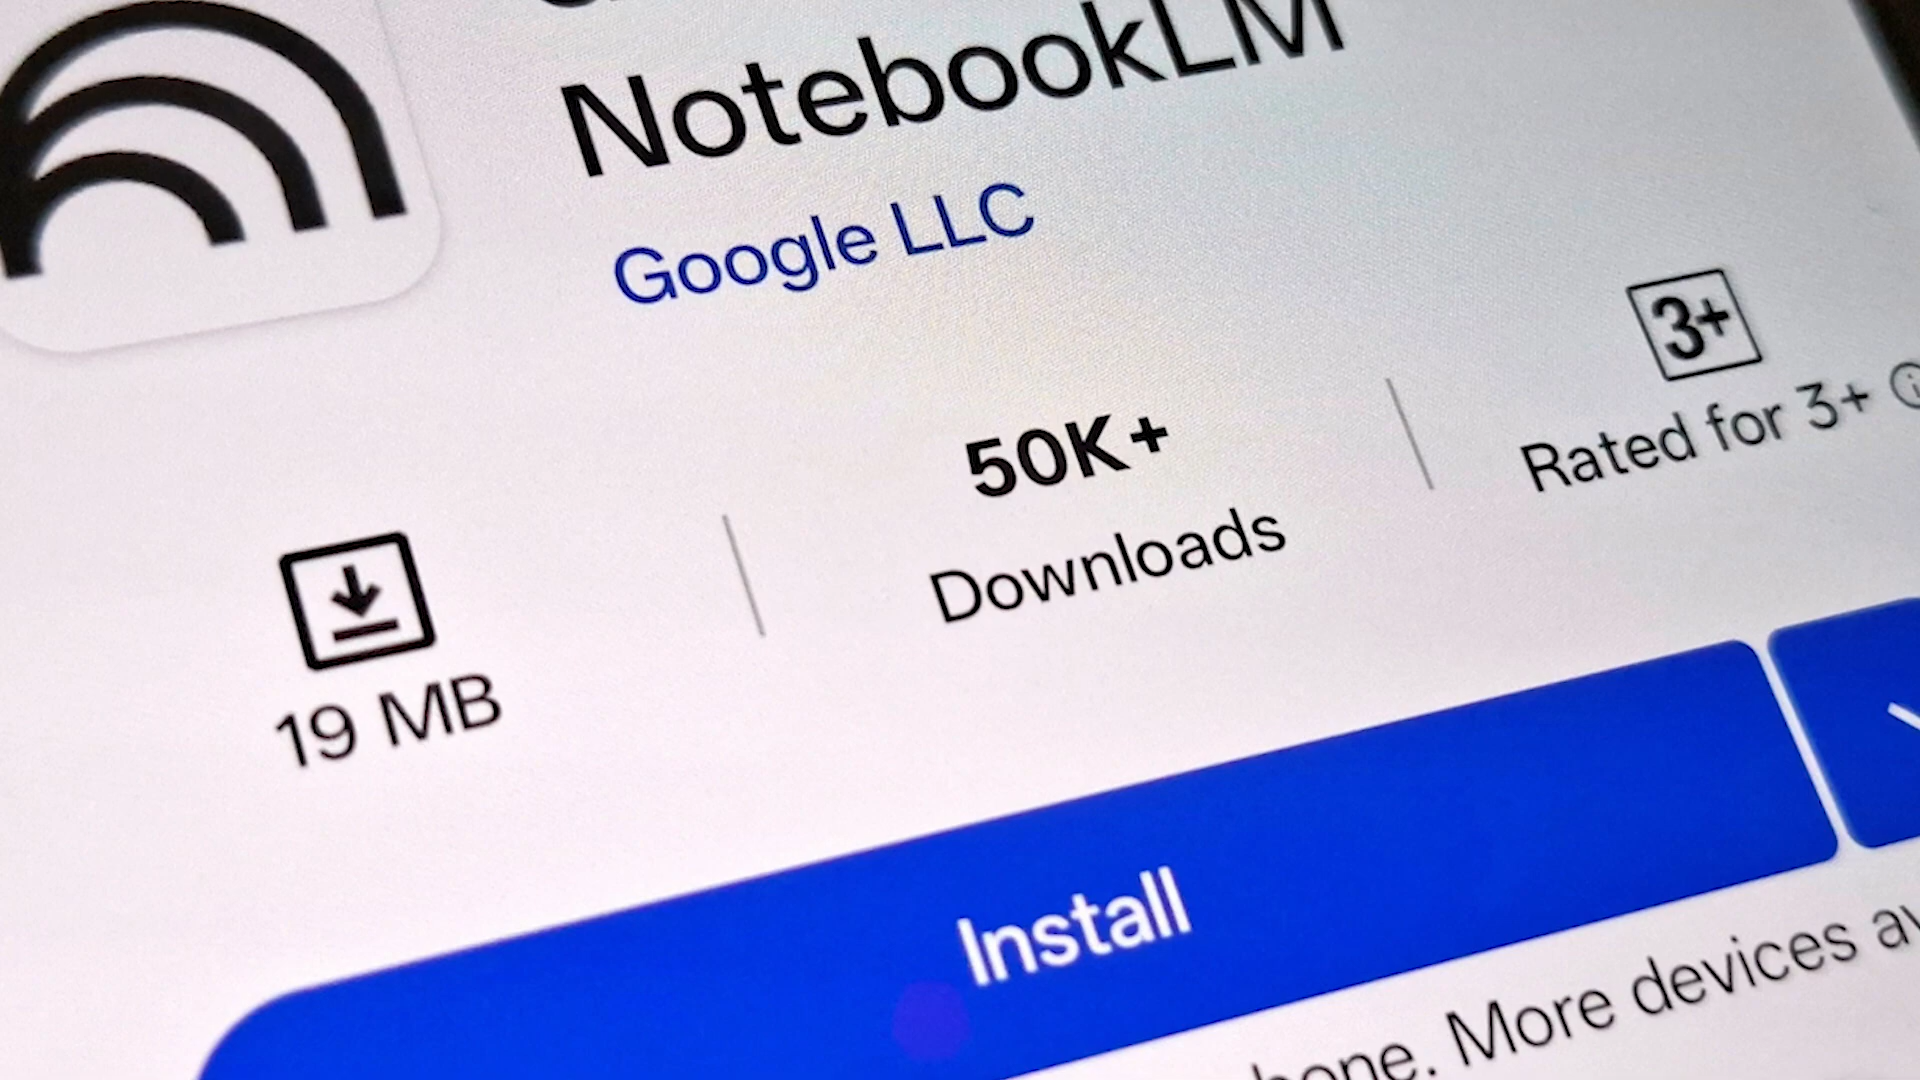 NotebookLM
Google LLC
19 MB
50K+
Downloads
3+
Rated for 3+
Install
More devices